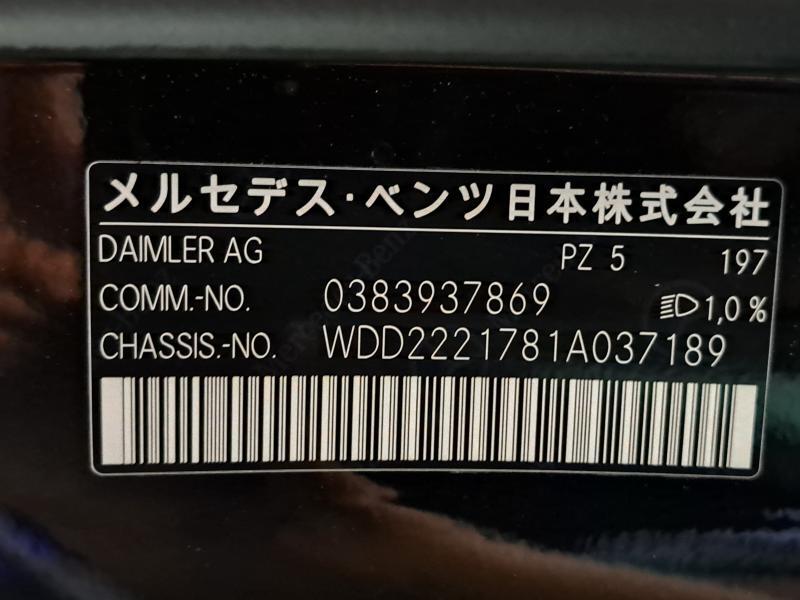 メルセデス・ベンツ日本株式会社
DAIMLER AG PZ 5 197
COMM.-NO. 0383937869 1,0 %
CHASSIS.-NO. WDD2221781A037189